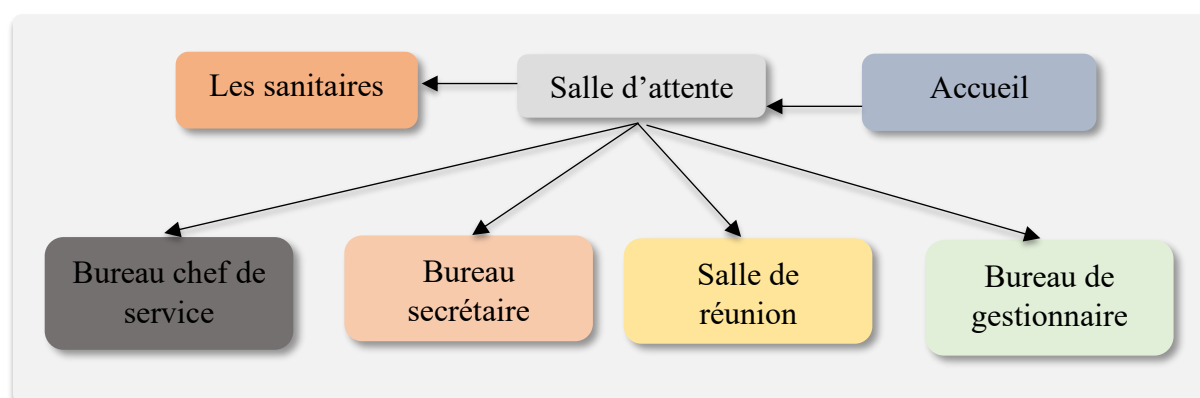 Les sanitaires
Salle d’attente
Accueil
Bureau chef de
service
Bureau
secrétaire
Salle de
réunion
Bureau de
gestionnaire